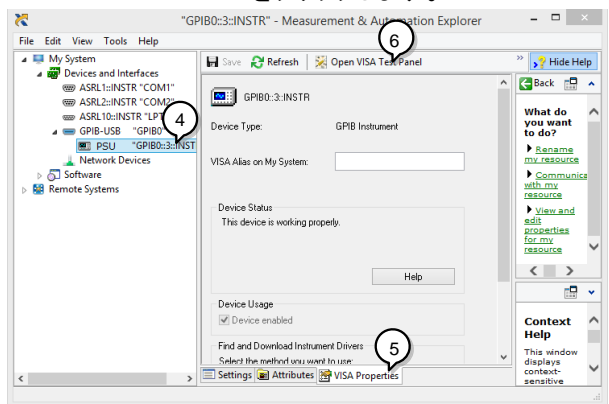 "GPIB0::3::INSTR" - Measurement & Automation Explorer
File Edit View Tools Help
My System
Devices and Interfaces
ASRL1::INSTR "COM1"
ASRL2::INSTR "COM2"
ASRL10::INSTR "LPT
GPIB-USB "GPIB0"
PSU "GPIB0::3::INST
Network Devices
Software
Remote Systems
4
Save Refresh Open VISA Test Panel
6
GPIB0::3::INSTR
Device Type: GPIB Instrument
VISA Alias on My System:
Device Status
This device is working properly.
Help
Device Usage
Device enabled
Find and Download Instrument Drivers
Select the method you want to use:
5
Settings Attributes VISA Properties
» Hide Help
Back
What do
you want
to do?
Rename
my resource
Communica
with my
resource
View and
edit
properties
for my
resource
Context
Help
This window
displays
context-
sensitive